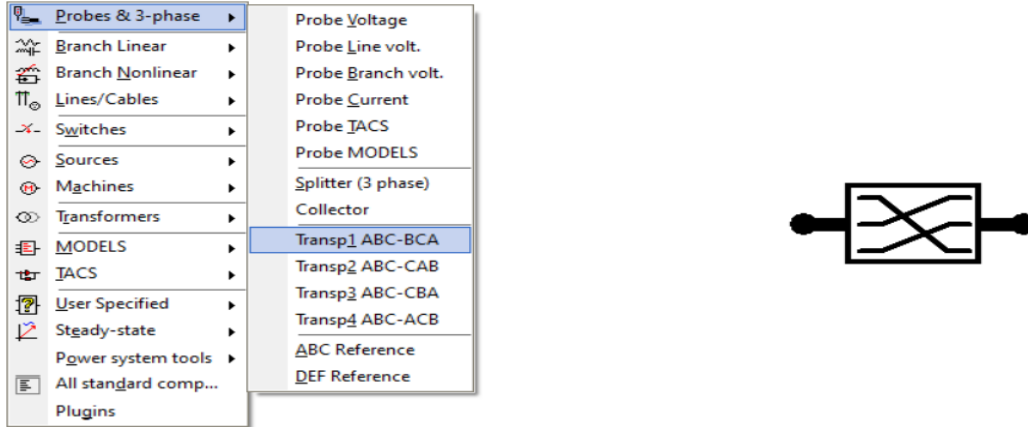 Probes & 3-phase
Branch Linear
Branch Nonlinear
Lines/Cables
Switches
Sources
Machines
Transformers
MODELS
TACS
User Specified
Steady-state
Power system tools
All standard comp...
Plugins
Probe Voltage
Probe Line volt.
Probe Branch volt.
Probe Current
Probe TACS
Probe MODELS
Splitter (3 phase)
Collector
Transp1 ABC-BCA
Transp2 ABC-CAB
Transp3 ABC-CBA
Transp4 ABC-ACB
ABC Reference
DEF Reference